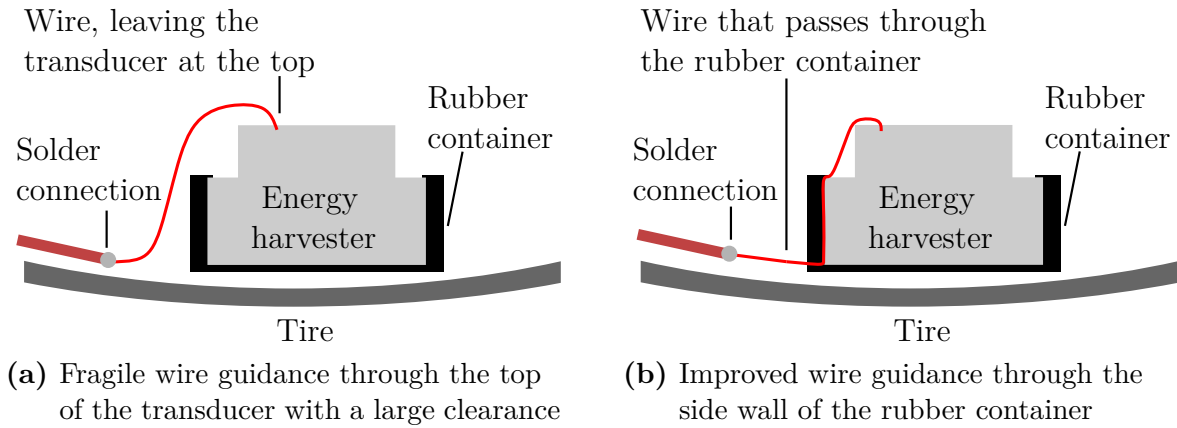 Wire, leaving the
transducer at the top
Rubber
container
Solder
connection
Energy
harvester
Tire
(a) Fragile wire guidance through the top
of the transducer with a large clearance
Wire that passes through
the rubber container
Rubber
container
Solder
connection
Energy
harvester
Tire
(b) Improved wire guidance through the
side wall of the rubber container